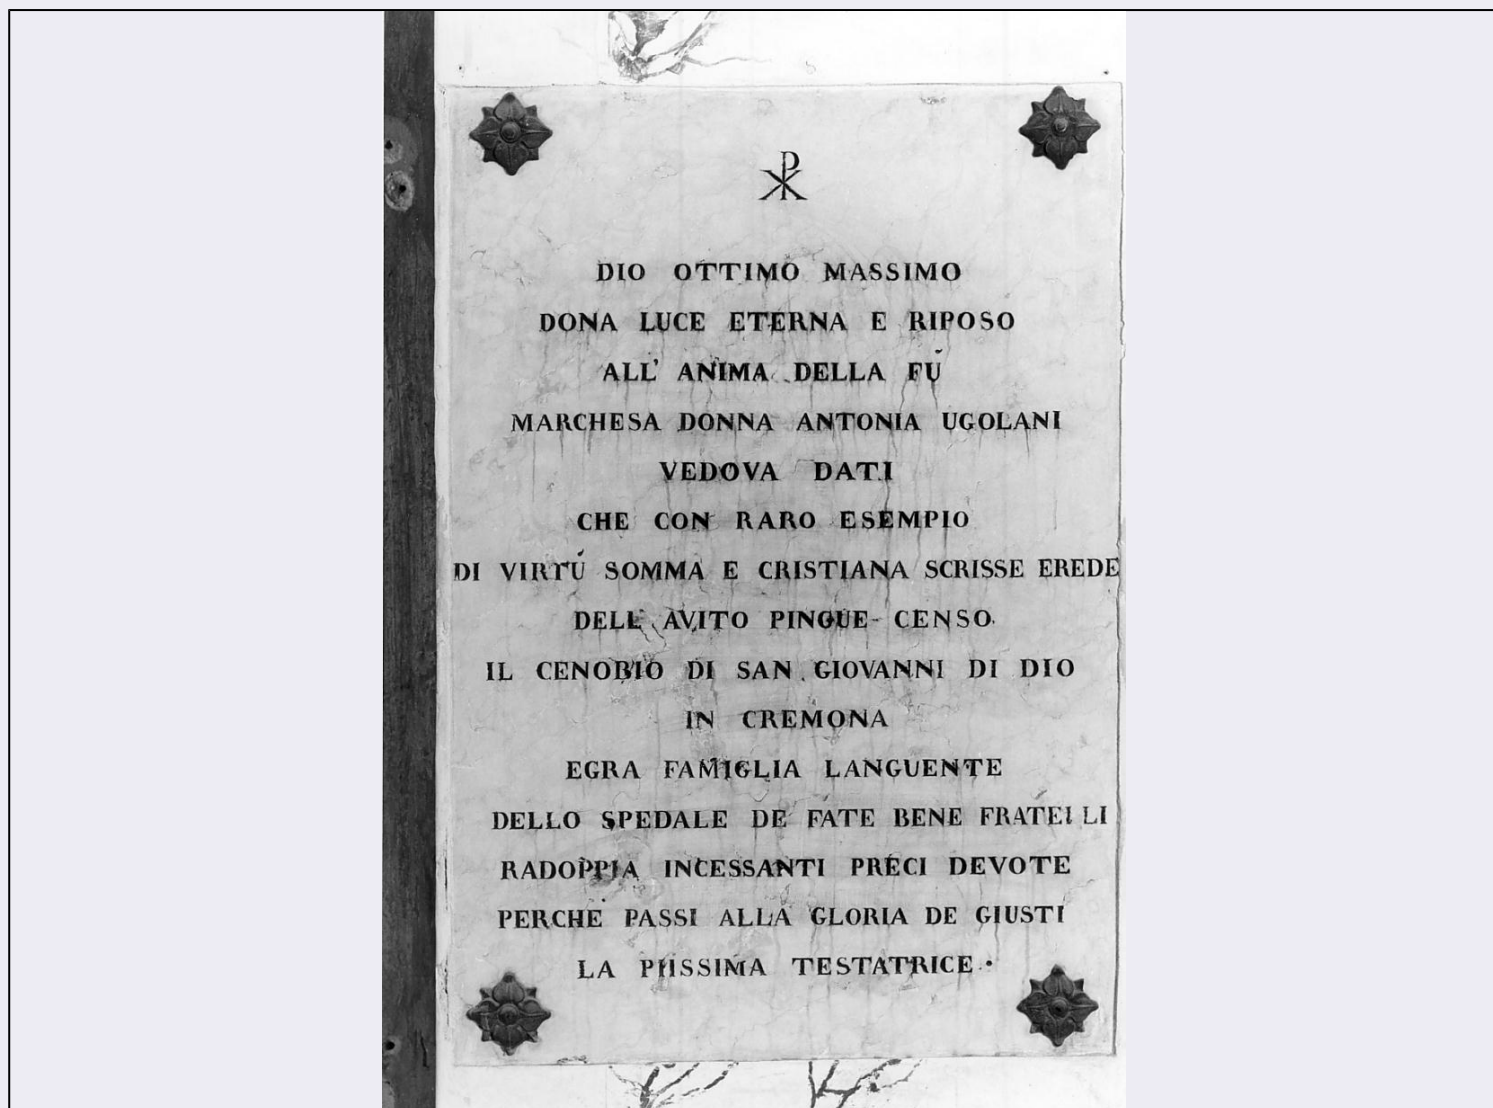 ☧
DIO OTTIMO MASSIMO
DONA LUCE ETERNA E RIPOSO
ALL' ANIMA DELLA FÙ
MARCHESA DONNA ANTONIA UGOLANI
VEDOVA DATI
CHE CON RARO ESEMPIO
DI VIRTÚ SOMMA E CRISTIANA SCRISSE EREDE
DELL' AVITO PINGUE CENSO
IL CENOBIO DI SAN GIOVANNI DI DIO
IN CREMONA
EGRA FAMIGLIA LANGUENTE
DELLO SPEDALE DE FATE BENE FRATELLI
RADOPPIA INCESSANTI PRECI DEVOTE
PERCHE PASSI ALLA GLORIA DE GIUSTI
LA PIISSIMA TESTATRICE.